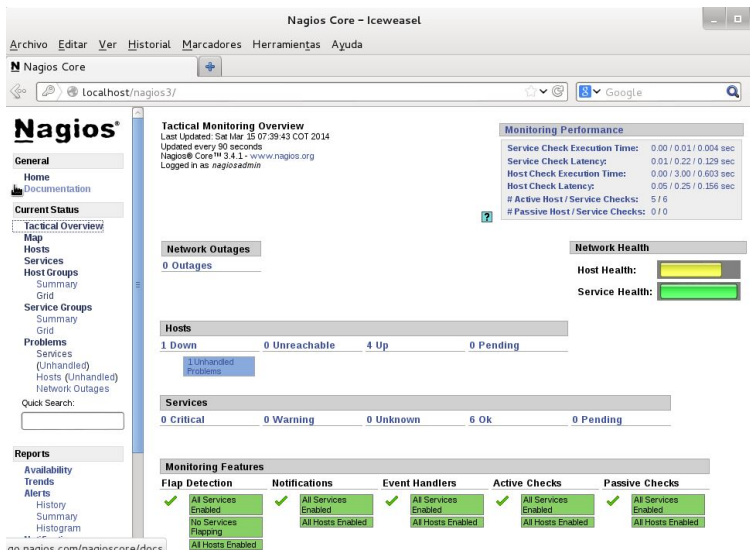 Nagios Core - Iceweasel
Archivo Editar Ver Historial Marcadores Herramientas Ayuda
N Nagios Core
localhost/nagios3/
Google
Nagios®
General
Home
Documentation
Current Status
Tactical Overview
Map
Hosts
Services
Host Groups
Summary
Grid
Service Groups
Summary
Grid
Problems
Services
(Unhandled)
Hosts (Unhandled)
Network Outages
Quick Search:
Reports
Availability
Trends
Alerts
History
Summary
Histogram
go.nagios.com/nagioscore/docs
Tactical Monitoring Overview
Last Updated: Sat Mar 15 07:39:43 COT 2014
Updated every 90 seconds
Nagios® Core™ 3.4.1 - www.nagios.org
Logged in as nagiosadmin
Monitoring Performance
Service Check Execution Time: 0.00 / 0.01 / 0.004 sec
Service Check Latency: 0.01 / 0.22 / 0.129 sec
Host Check Execution Time: 0.00 / 3.00 / 0.603 sec
Host Check Latency: 0.05 / 0.25 / 0.156 sec
# Active Host / Service Checks: 5 / 6
# Passive Host / Service Checks: 0 / 0
?
Network Outages
0 Outages
Network Health
Host Health:
Service Health:
Hosts
1 Down 0 Unreachable 4 Up 0 Pending
1 Unhandled
Problems
Services
0 Critical 0 Warning 0 Unknown 6 Ok 0 Pending
Monitoring Features
Flap Detection Notifications Event Handlers Active Checks Passive Checks
All Services Enabled All Services Enabled All Services Enabled All Services Enabled All Services Enabled
No Services Flapping All Hosts Enabled All Hosts Enabled All Hosts Enabled All Hosts Enabled
All Hosts Enabled